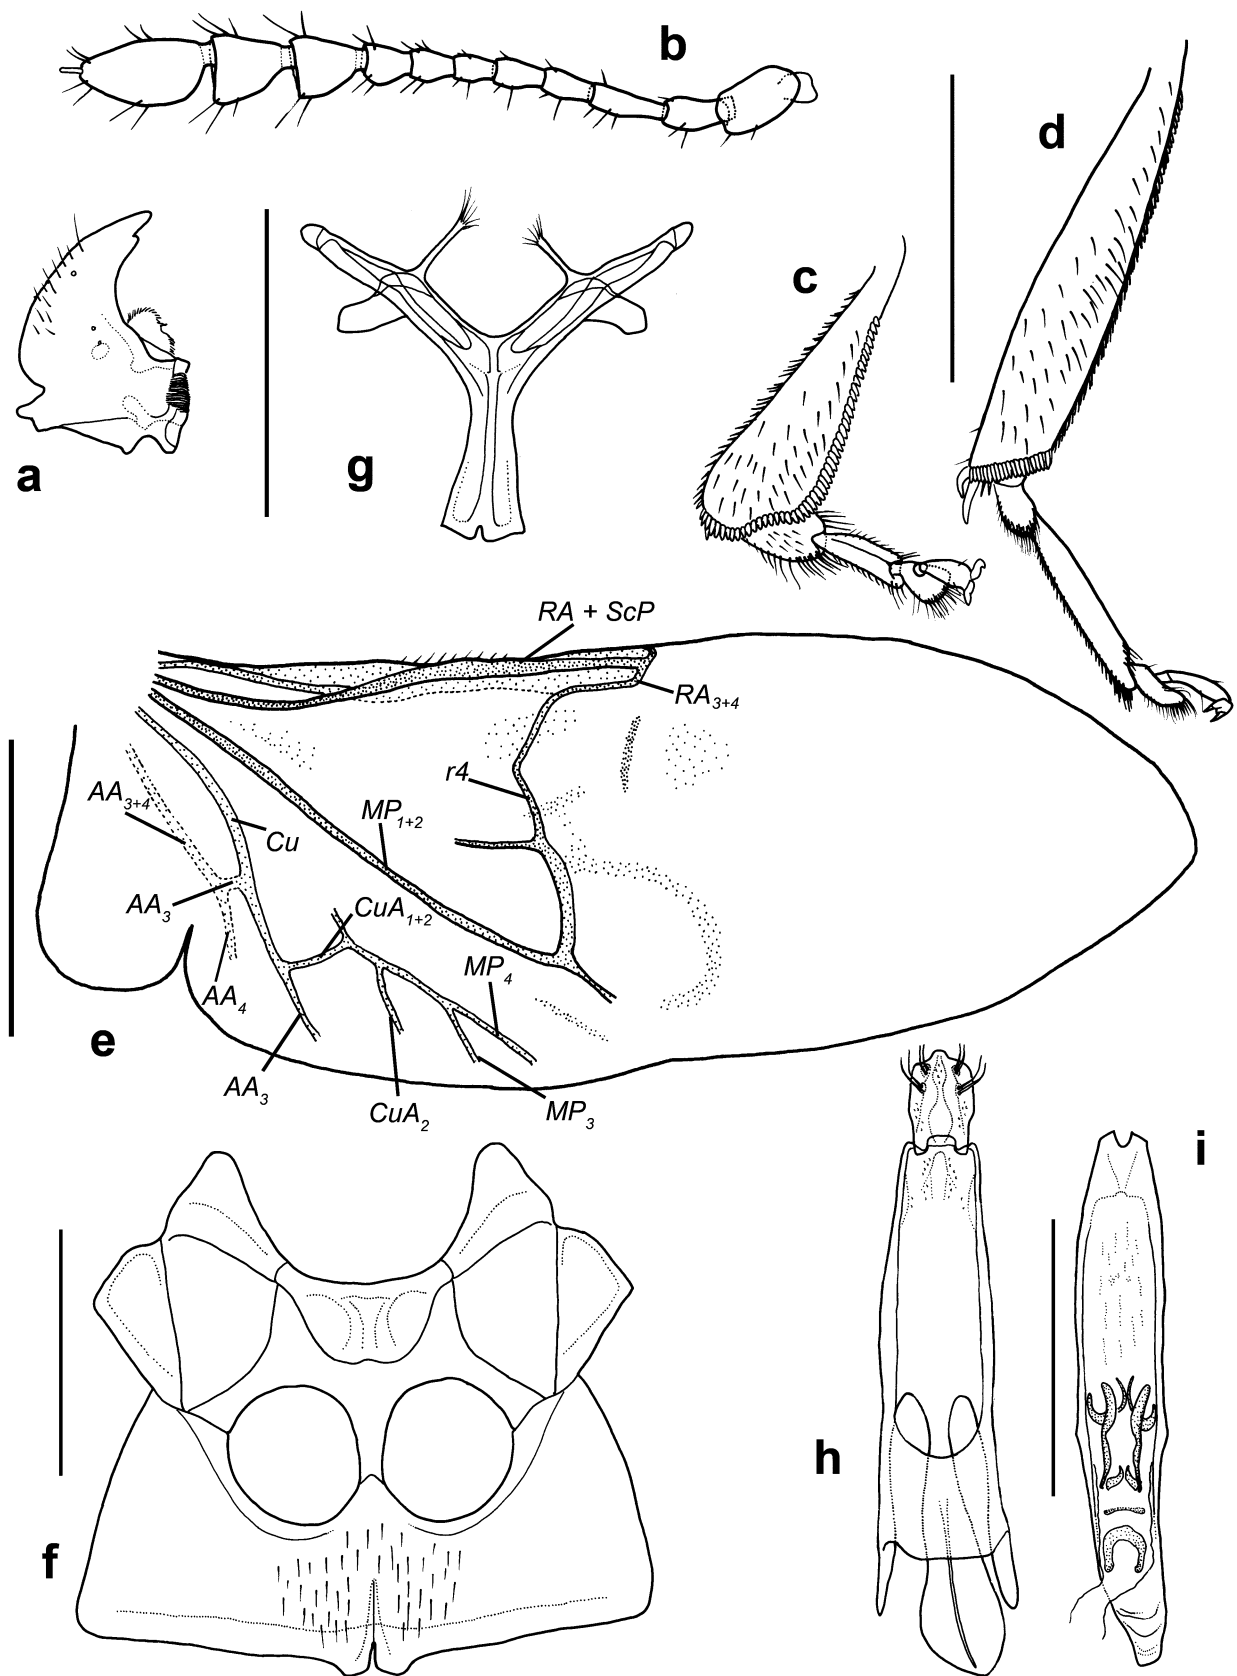 b
d
c
a
g
RA + ScP
RA3+4
r4
AA3+4
MP1+2
Cu
AA3
CuA1+2
MP4
AA4
e
AA3
CuA2
MP3
i
h
f